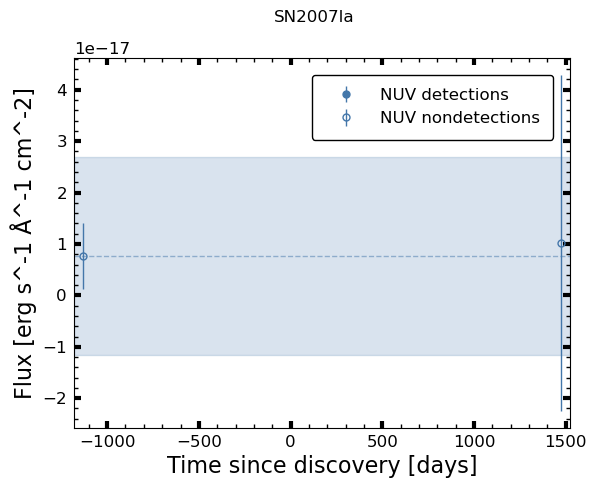 SN2007la
1e−17
NUV detections
NUV nondetections
4
3
2
1
0
−1
−2
Flux [erg s^-1 Å^-1 cm^-2]
−1000
−500
0
500
1000
1500
Time since discovery [days]